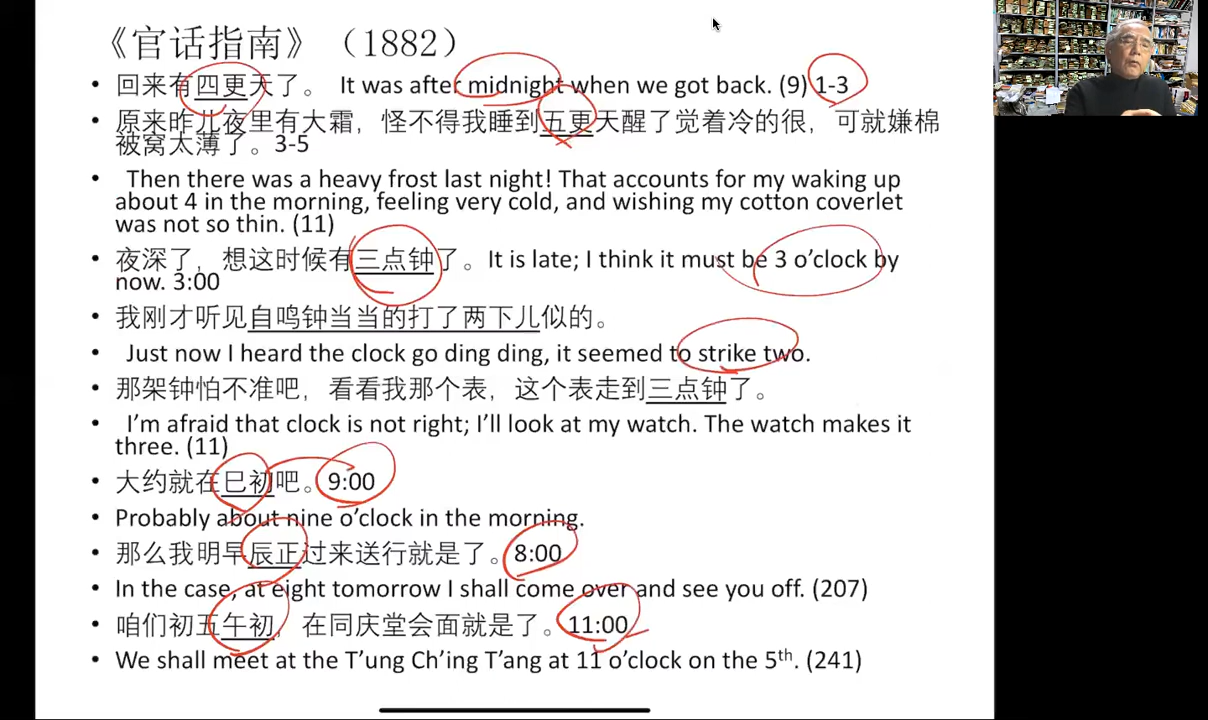 《官话指南》（1882）
• 回来有四更天了。 It was after midnight when we got back. (9) 1-3
• 原来昨儿夜里有大霜，怪不得我睡到五更天醒了觉着冷的很，可就嫌棉
被窝太薄了。3-5
• Then there was a heavy frost last night! That accounts for my waking up
about 4 in the morning, feeling very cold, and wishing my cotton coverlet
was not so thin. (11)
• 夜深了，想这时候有三点钟了。It is late; I think it must be 3 o’clock by
now. 3:00
• 我刚才听见自鸣钟当当的打了两下儿似的。
• Just now I heard the clock go ding ding, it seemed to strike two.
• 那架钟怕不准吧，看看我那个表，这个表走到三点钟了。
• I’m afraid that clock is not right; I’ll look at my watch. The watch makes it
three. (11)
• 大约就在巳初吧。9:00
• Probably about nine o’clock in the morning.
• 那么我明早辰正过来送行就是了。8:00
• In the case, at eight tomorrow I shall come over and see you off. (207)
• 咱们初五午初，在同庆堂会面就是了。11:00
• We shall meet at the T’ung Ch’ing T’ang at 11 o’clock on the 5th. (241)